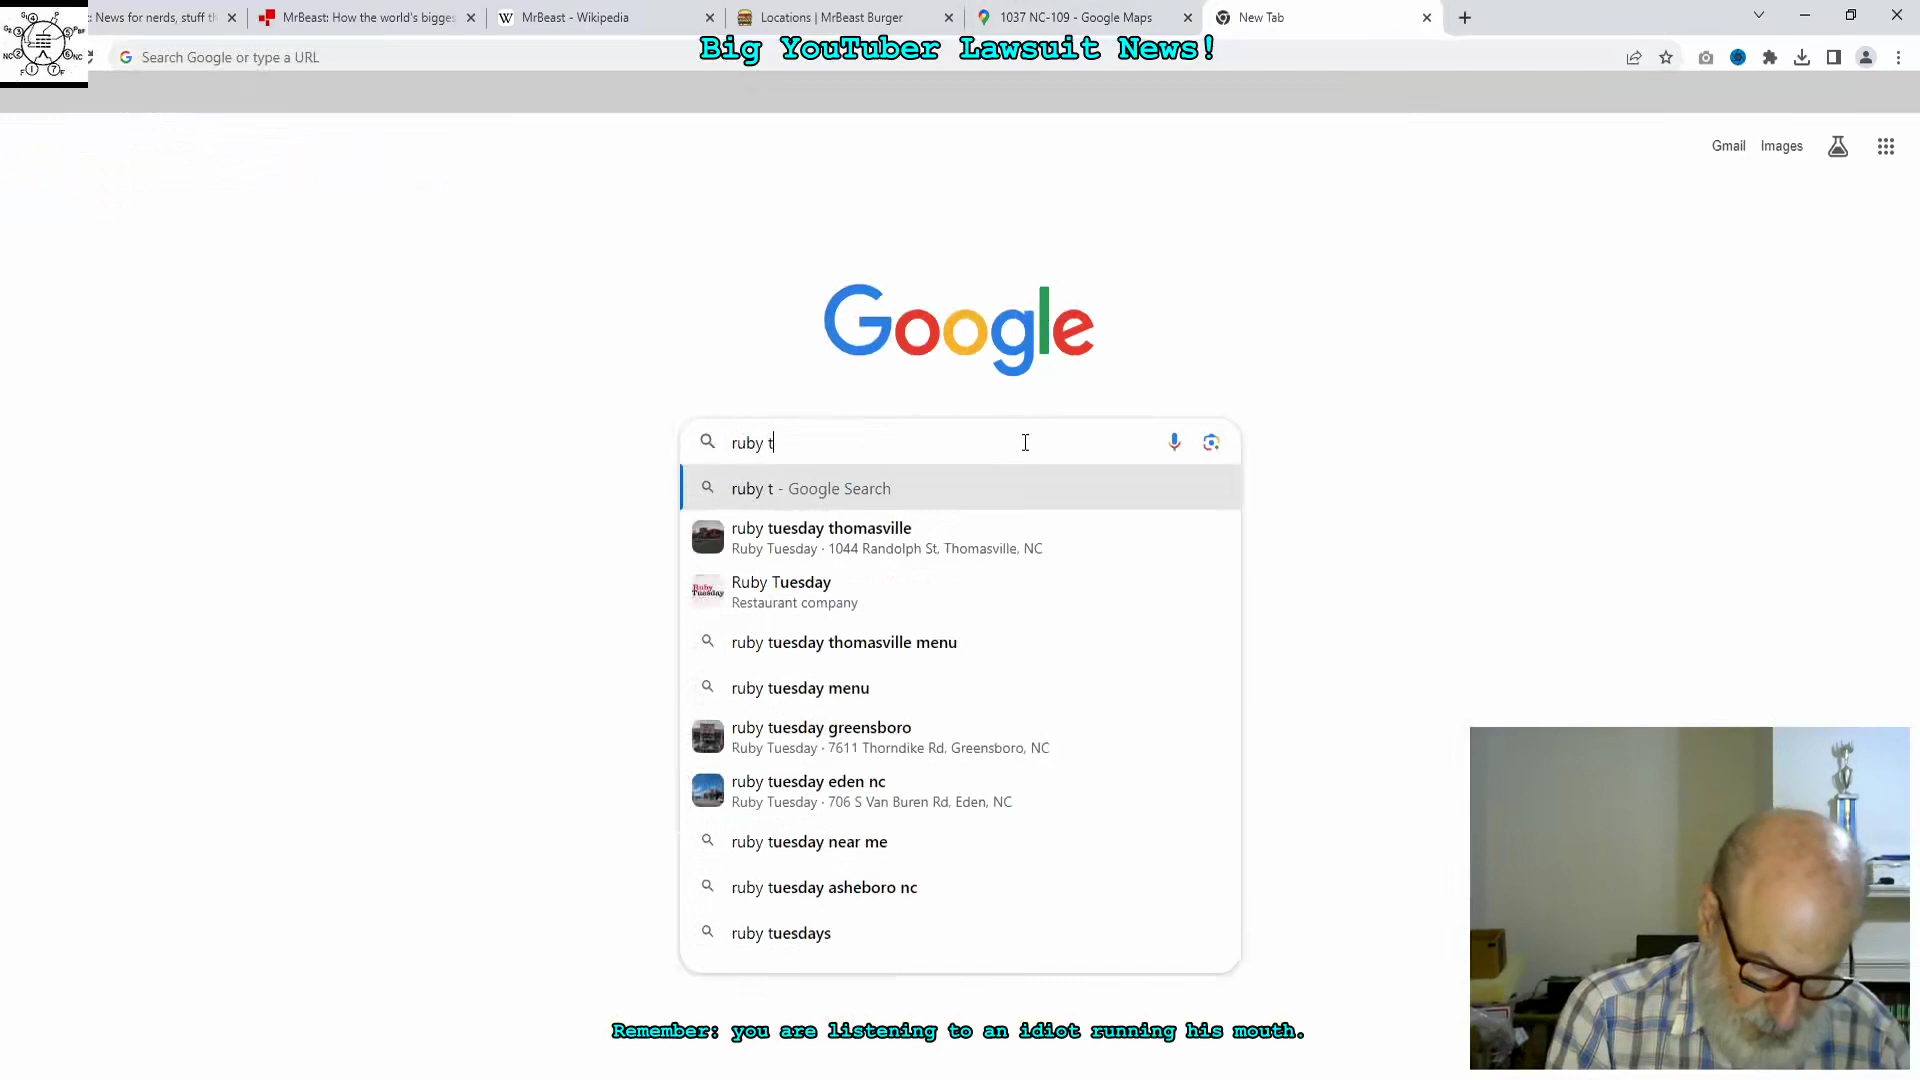 : News for nerds, stuff th
MrBeast: How the world's bigges
MrBeast - Wikipedia
Locations | MrBeast Burger
1037 NC-109 - Google Maps
New Tab
Search Google or type a URL
Big YouTuber Lawsuit News!
Gmail Images
Google
ruby t
ruby t - Google Search
ruby tuesday thomasville
Ruby Tuesday · 1044 Randolph St, Thomasville, NC
Ruby Tuesday
Restaurant company
ruby tuesday thomasville menu
ruby tuesday menu
ruby tuesday greensboro
Ruby Tuesday · 7611 Thorndike Rd, Greensboro, NC
ruby tuesday eden nc
Ruby Tuesday · 706 S Van Buren Rd, Eden, NC
ruby tuesday near me
ruby tuesday asheboro nc
ruby tuesdays
Remember: you are listening to an idiot running his mouth.